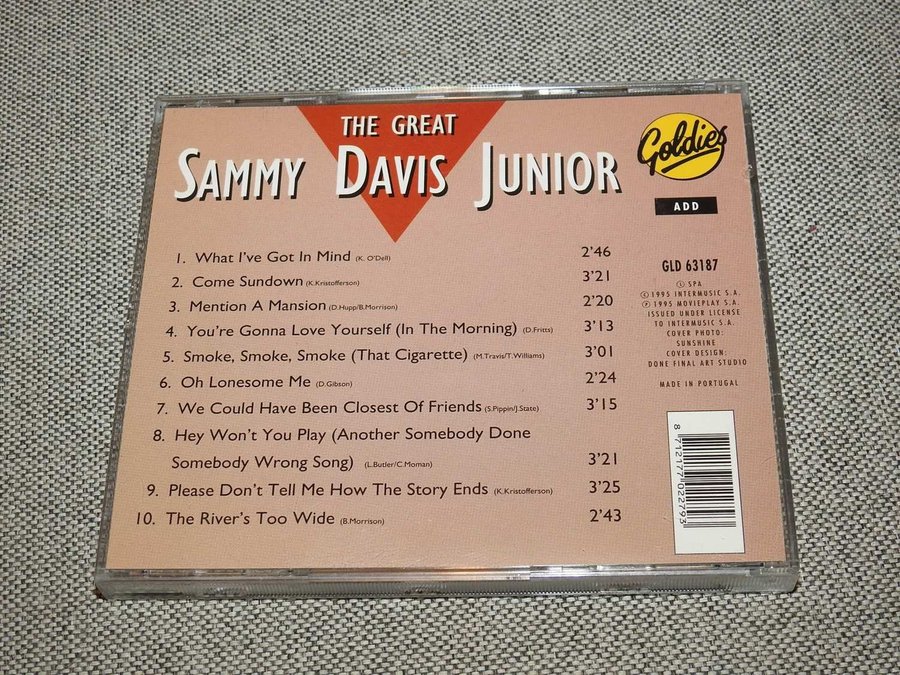 THE GREAT
SAMMY DAVIS JUNIOR
Goldies
ADD
1. What I've Got In Mind (K. O'Dell) 2'46
2. Come Sundown (K.Kristofferson) 3'21
3. Mention A Mansion (D.Hupp/B.Morrison) 2'20
4. You're Gonna Love Yourself (In The Morning) (D.Fritts) 3'13
5. Smoke, Smoke, Smoke (That Cigarette) (M.Travis/T.Williams) 3'01
6. Oh Lonesome Me (D.Gibson) 2'24
7. We Could Have Been Closest Of Friends (S.Pippin/J.State) 3'15
8. Hey Won't You Play (Another Somebody Done
Somebody Wrong Song) (L.Butler/C.Moman) 3'21
9. Please Don't Tell Me How The Story Ends (K.Kristofferson) 3'25
10. The River's Too Wide (B.Morrison) 2'43
GLD 63187
Ⓛ SPA
© 1995 INTERMUSIC S.A.
℗ 1995 MOVIEPLAY S.A.
ISSUED UNDER LICENSE
TO INTERMUSIC S.A.
COVER PHOTO:
SUNSHINE
COVER DESIGN:
DONE FINAL ART STUDIO
MADE IN PORTUGAL
8 712177 022793